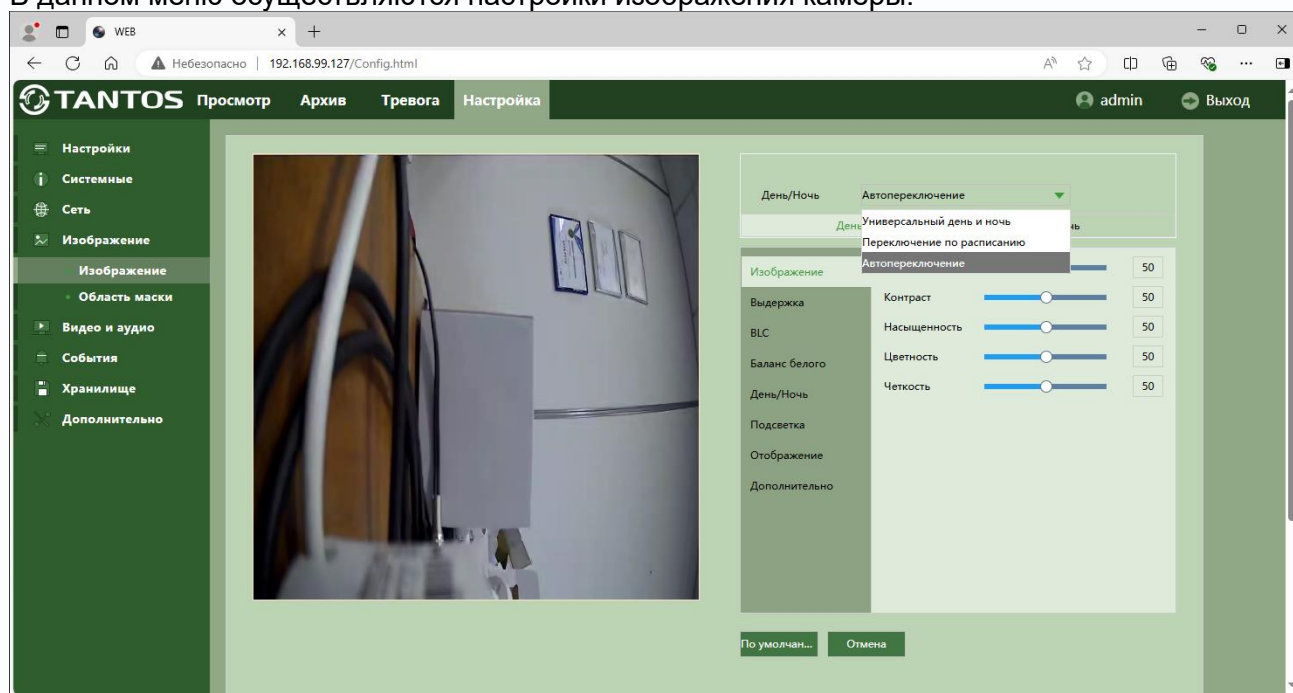 В данном меню осуществляются настройки изображения камеры.
WEB
Небезопасно 192.168.99.127/Config.html
TANTOS Просмотр Архив Тревога Настройка admin Выход
Настройки
Системные
Сеть
Изображение
Изображение
Область маски
Видео и аудио
События
Хранилище
Дополнительно
День/Ночь Автопереключение
Универсальный день и ночь
Переключение по расписанию
Автопереключение
Изображение 50
Выдержка
BLC
Баланс белого
День/Ночь
Подсветка
Отображение
Дополнительно
Контраст 50
Насыщенность 50
Цветность 50
Четкость 50
По умолчан... Отмена